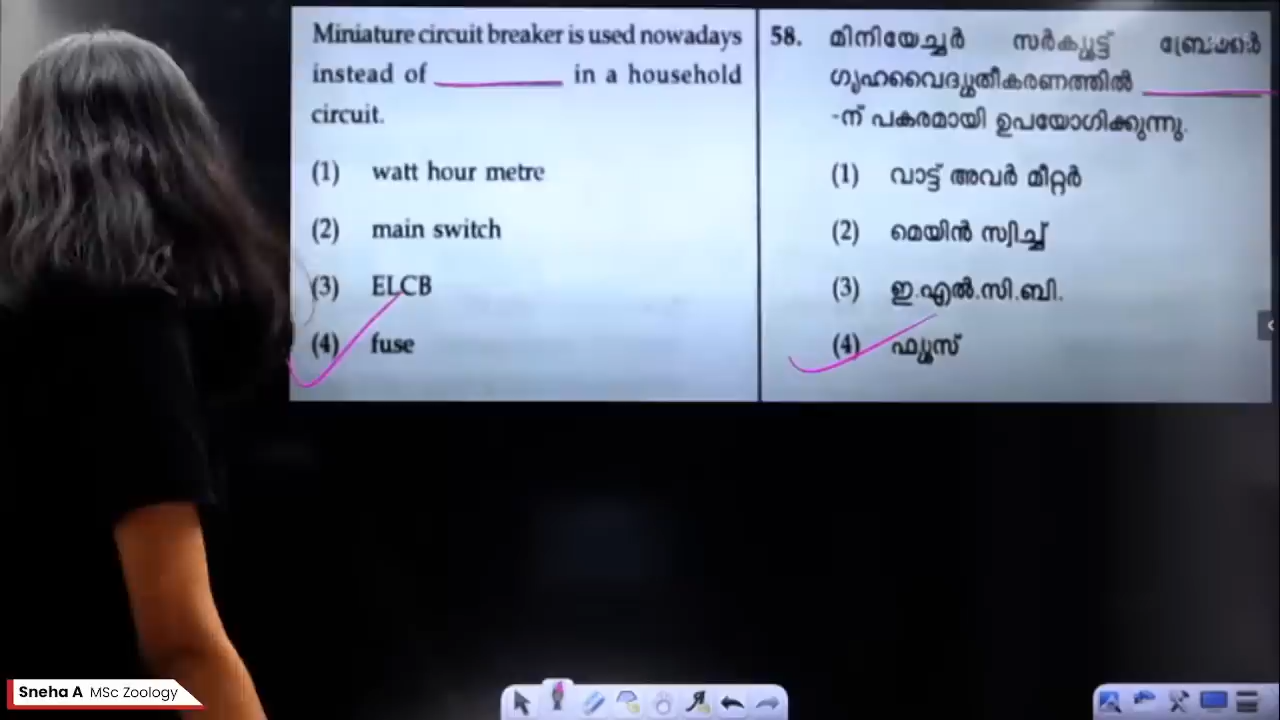 Miniature circuit breaker is used nowadays
instead of in a household
circuit.
(1) watt hour metre
(2) main switch
(3) ELCB
(4) fuse
58. മിനിയേച്ചർ സർക്യൂട്ട് ബ്രേക്കർ
ഗൃഹവൈദ്യുതീകരണത്തിൽ
-ന് പകരമായി ഉപയോഗിക്കുന്നു.
(1) വാട്ട് അവർ മീറ്റർ
(2) മെയിൻ സ്വിച്ച്
(3) ഇ.എൽ.സി.ബി.
(4) ഫ്യൂസ്
Sneha A MSc Zoology